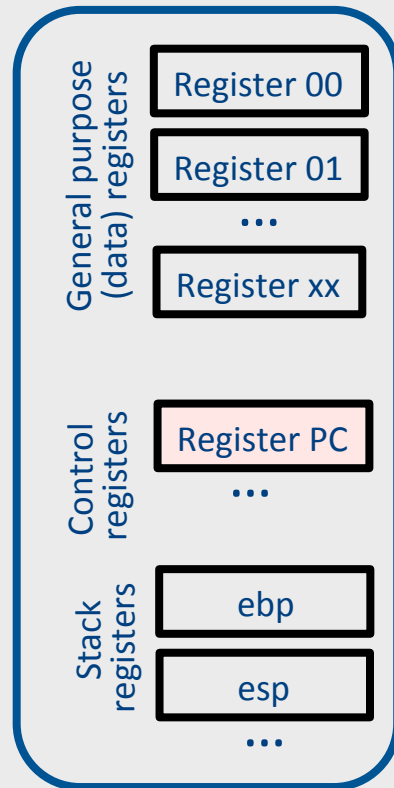 General purpose
(data) registers
Register 00
Register 01
...
Register xx
Control
registers
Register PC
...
Stack
registers
ebp
esp
...